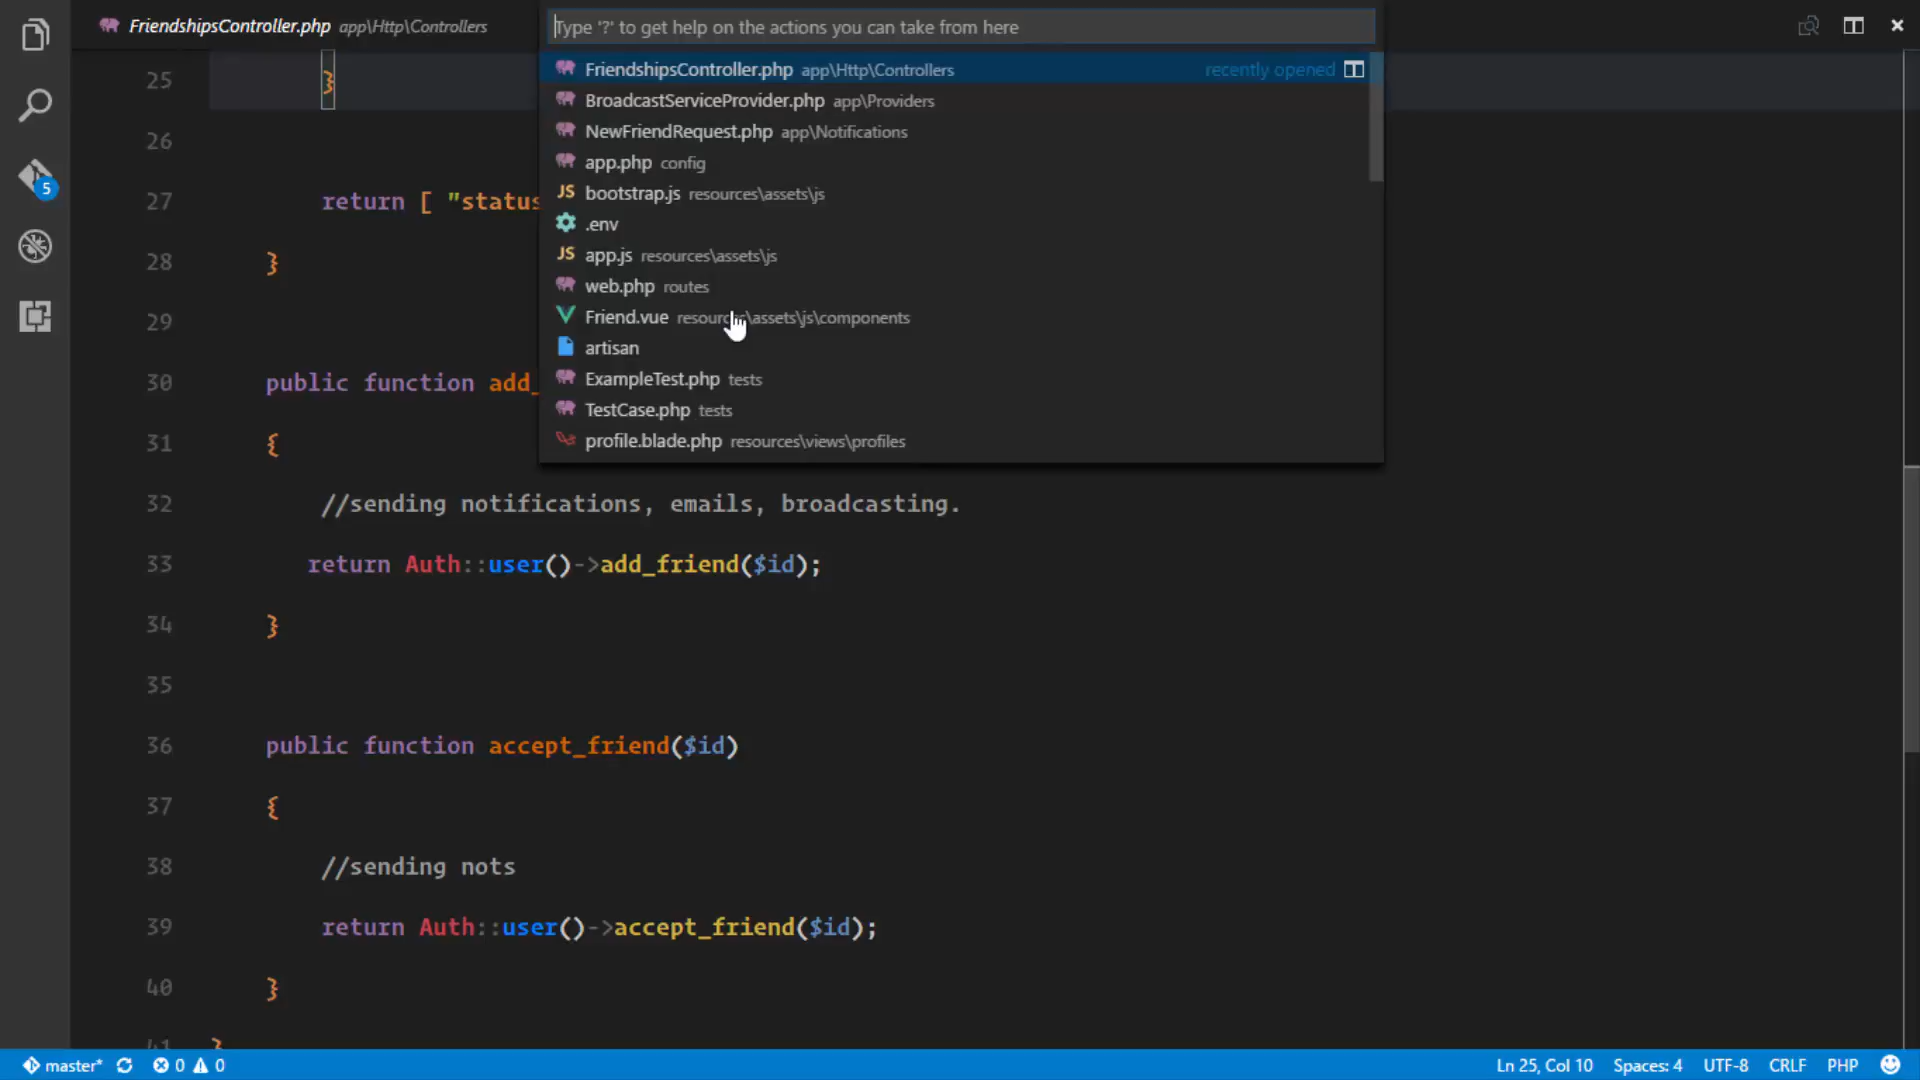 FriendshipsController.php app\Http\Controllers
Type '?' to get help on the actions you can take from here
FriendshipsController.php app\Http\Controllers recently opened
BroadcastServiceProvider.php app\Providers
NewFriendRequest.php app\Notifications
app.php config
JS bootstrap.js resources\assets\js
.env
JS app.js resources\assets\js
web.php routes
Friend.vue resources\assets\js\components
artisan
ExampleTest.php tests
TestCase.php tests
profile.blade.php resources\views\profiles
25 }
26
27 return [ "status
28 }
29
30 public function add_
31 {
32 //sending notifications, emails, broadcasting.
33 return Auth::user()->add_friend($id);
34 }
35
36 public function accept_friend($id)
37 {
38 //sending nots
39 return Auth::user()->accept_friend($id);
40 }
41 }
5
master* 0 0 Ln 25, Col 10 Spaces: 4 UTF-8 CRLF PHP